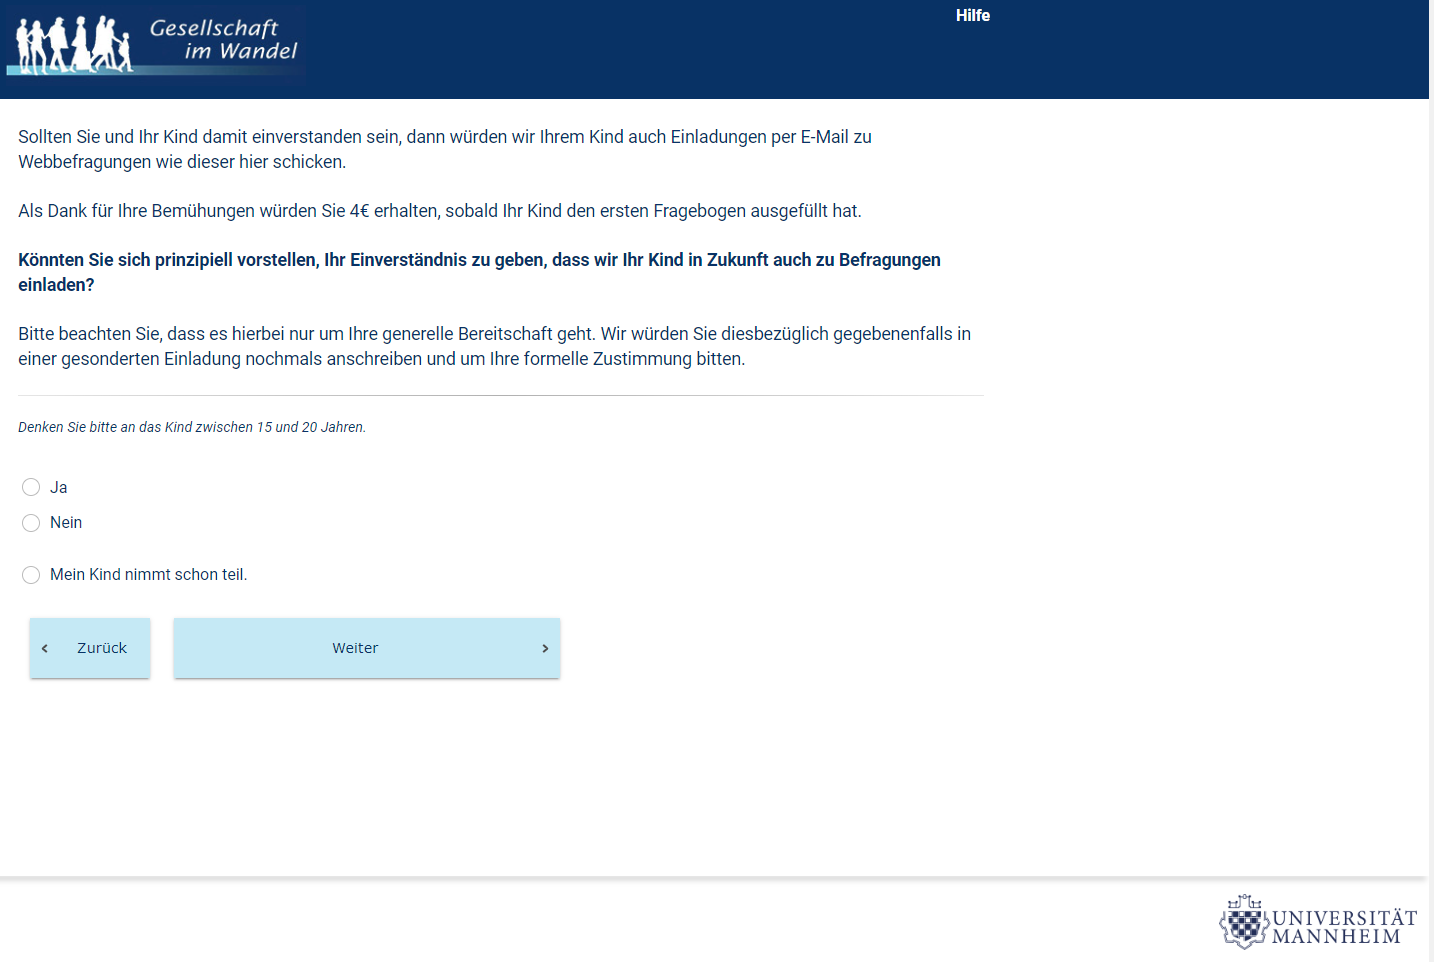 Gesellschaft
im Wandel
Hilfe
Sollten Sie und Ihr Kind damit einverstanden sein, dann würden wir Ihrem Kind auch Einladungen per E-Mail zu
Webbefragungen wie dieser hier schicken.
Als Dank für Ihre Bemühungen würden Sie 4€ erhalten, sobald Ihr Kind den ersten Fragebogen ausgefüllt hat.
Könnten Sie sich prinzipiell vorstellen, Ihr Einverständnis zu geben, dass wir Ihr Kind in Zukunft auch zu Befragungen
einladen?
Bitte beachten Sie, dass es hierbei nur um Ihre generelle Bereitschaft geht. Wir würden Sie diesbezüglich gegebenenfalls in
einer gesonderten Einladung nochmals anschreiben und um Ihre formelle Zustimmung bitten.
Denken Sie bitte an das Kind zwischen 15 und 20 Jahren.
Ja
Nein
Mein Kind nimmt schon teil.
‹ Zurück
Weiter ›
UNIVERSITÄT
MANNHEIM